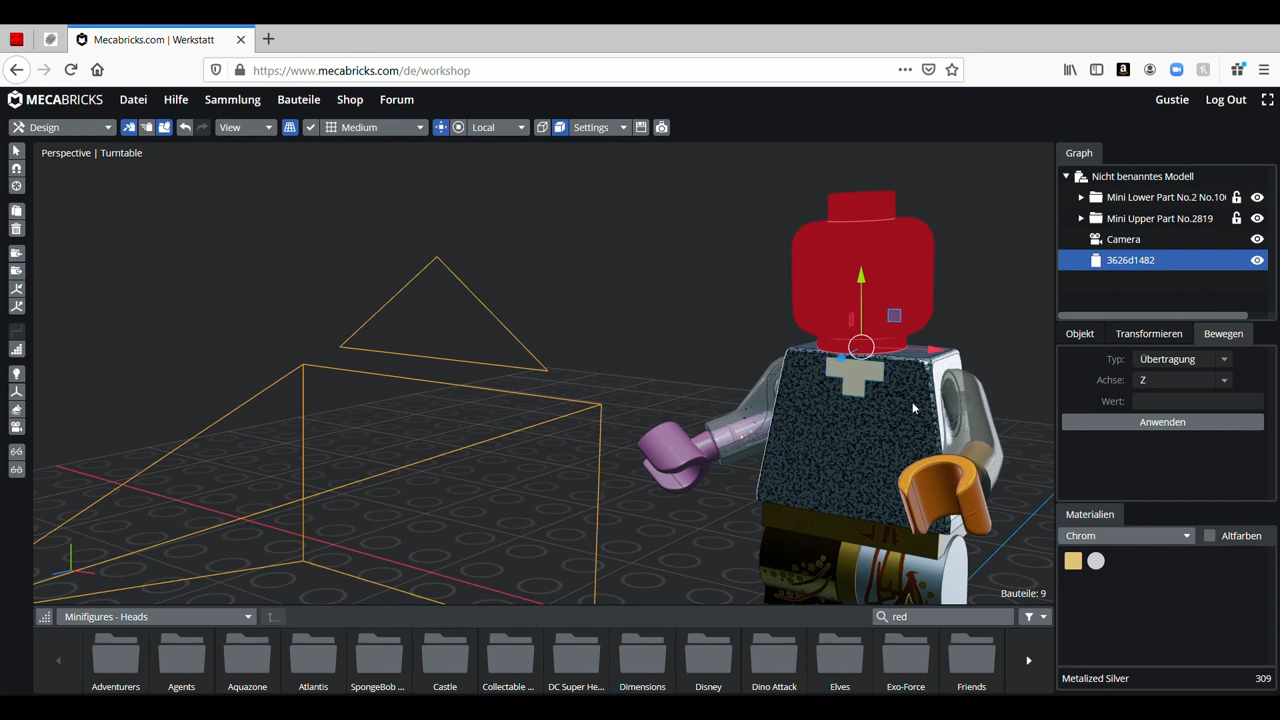 Mecabricks.com | Werkstatt
https://www.mecabricks.com/de/workshop
MECABRICKS Datei Hilfe Sammlung Bauteile Shop Forum Gustie Log Out
Design View Medium Local Settings
Perspective | Turntable
Graph
Nicht benanntes Modell
Mini Lower Part No.2 No.10
Mini Upper Part No.2819
Camera
3626d1482
Objekt Transformieren Bewegen
Typ: Übertragung
Achse: Z
Wert:
Anwenden
Materialien
Chrom Altfarben
Bauteile: 9
Minifigures - Heads red
Adventurers Agents Aquazone Atlantis SpongeBob ... Castle Collectable ... DC Super He... Dimensions Disney Dino Attack Elves Exo-Force Friends
Metalized Silver 309